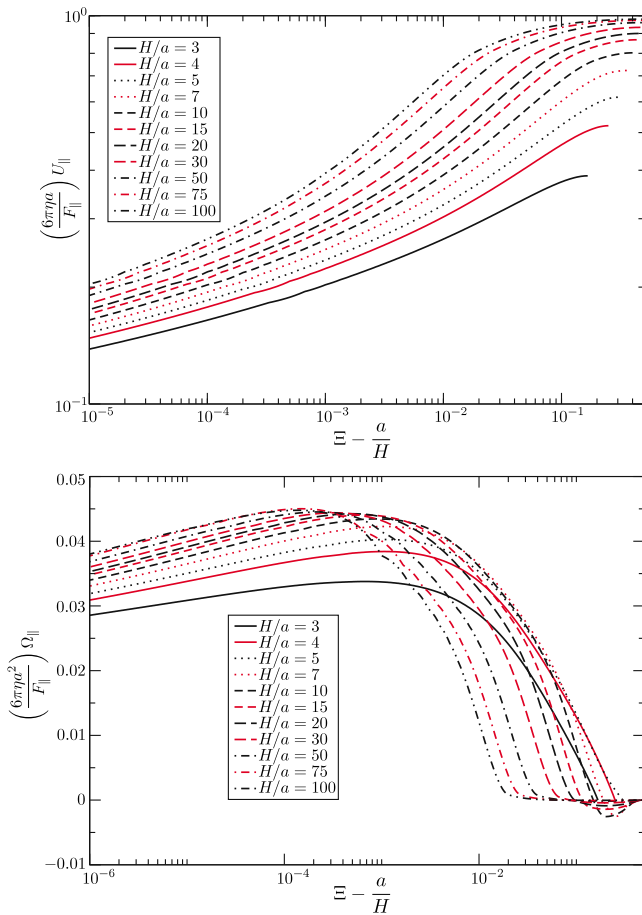 10^0
(6πηa / F_∥) U_∥
H/a = 3
H/a = 4
H/a = 5
H/a = 7
H/a = 10
H/a = 15
H/a = 20
H/a = 30
H/a = 50
H/a = 75
H/a = 100
10^-1
10^-5 10^-4 10^-3 10^-2 10^-1
Ξ − a/H
0.05
0.04
0.03
0.02
0.01
0
−0.01
(6πηa² / F_∥) Ω_∥
H/a = 3
H/a = 4
H/a = 5
H/a = 7
H/a = 10
H/a = 15
H/a = 20
H/a = 30
H/a = 50
H/a = 75
H/a = 100
10^-6 10^-4 10^-2
Ξ − a/H